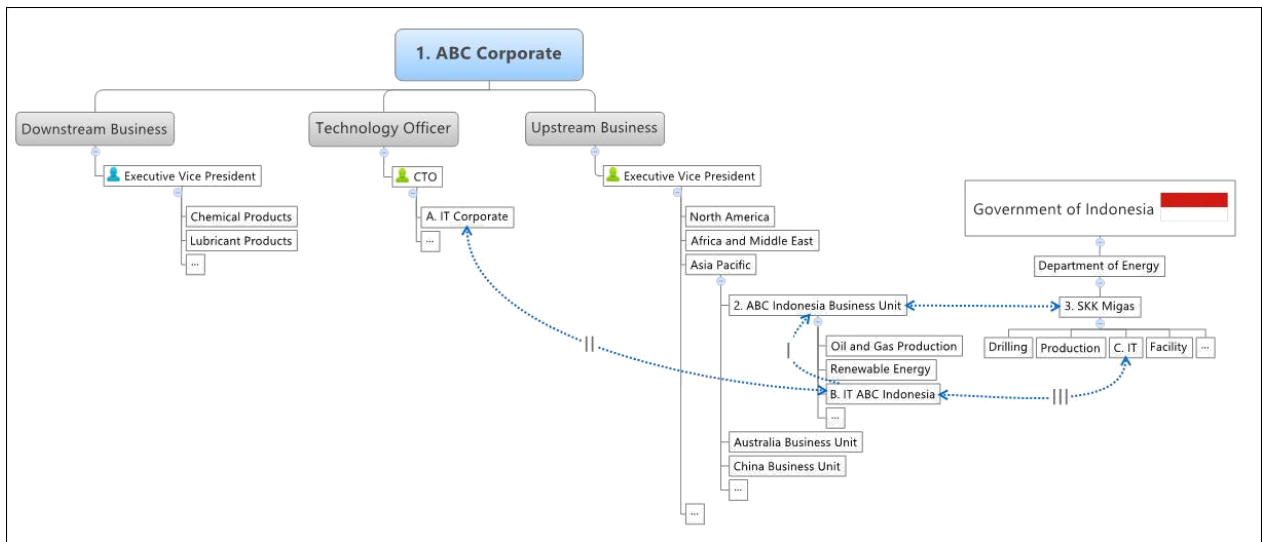 1. ABC Corporate
Downstream Business
Technology Officer
Upstream Business
Executive Vice President
CTO
Executive Vice President
Chemical Products
Lubricant Products
...
A. IT Corporate
...
North America
Africa and Middle East
Asia Pacific
2. ABC Indonesia Business Unit
Oil and Gas Production
Renewable Energy
B. IT ABC Indonesia
...
Australia Business Unit
China Business Unit
...
...
Government of Indonesia
Department of Energy
3. SKK Migas
Drilling
Production
C. IT
Facility
...
I
II
III